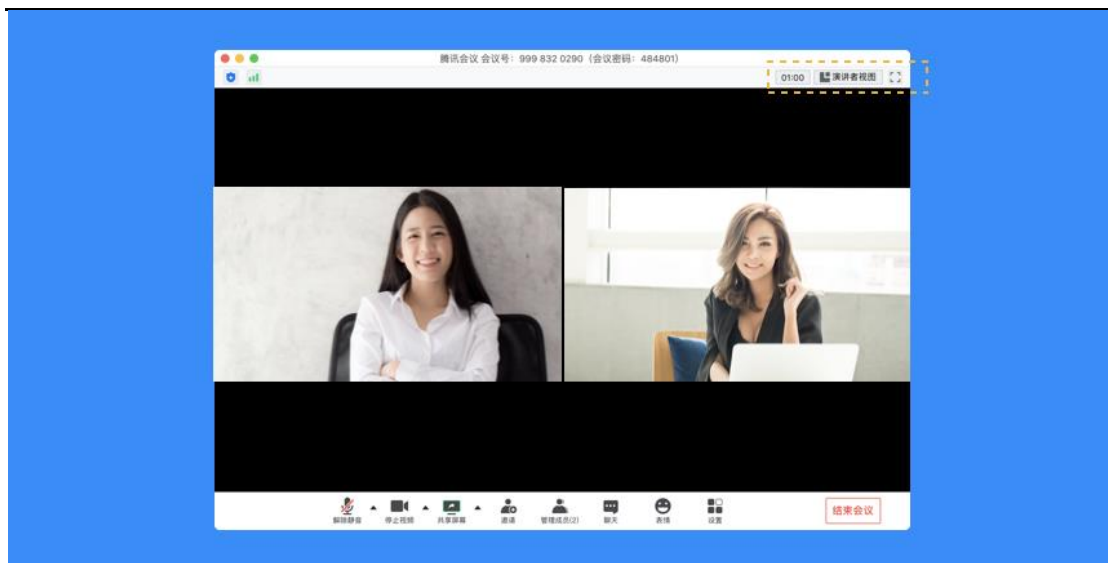 腾讯会议 会议号：999 832 0290（会议密码：484801）
01:00 演讲者视图
解除静音 停止视频 共享屏幕 邀请 管理成员(2) 聊天 表情 设置 结束会议